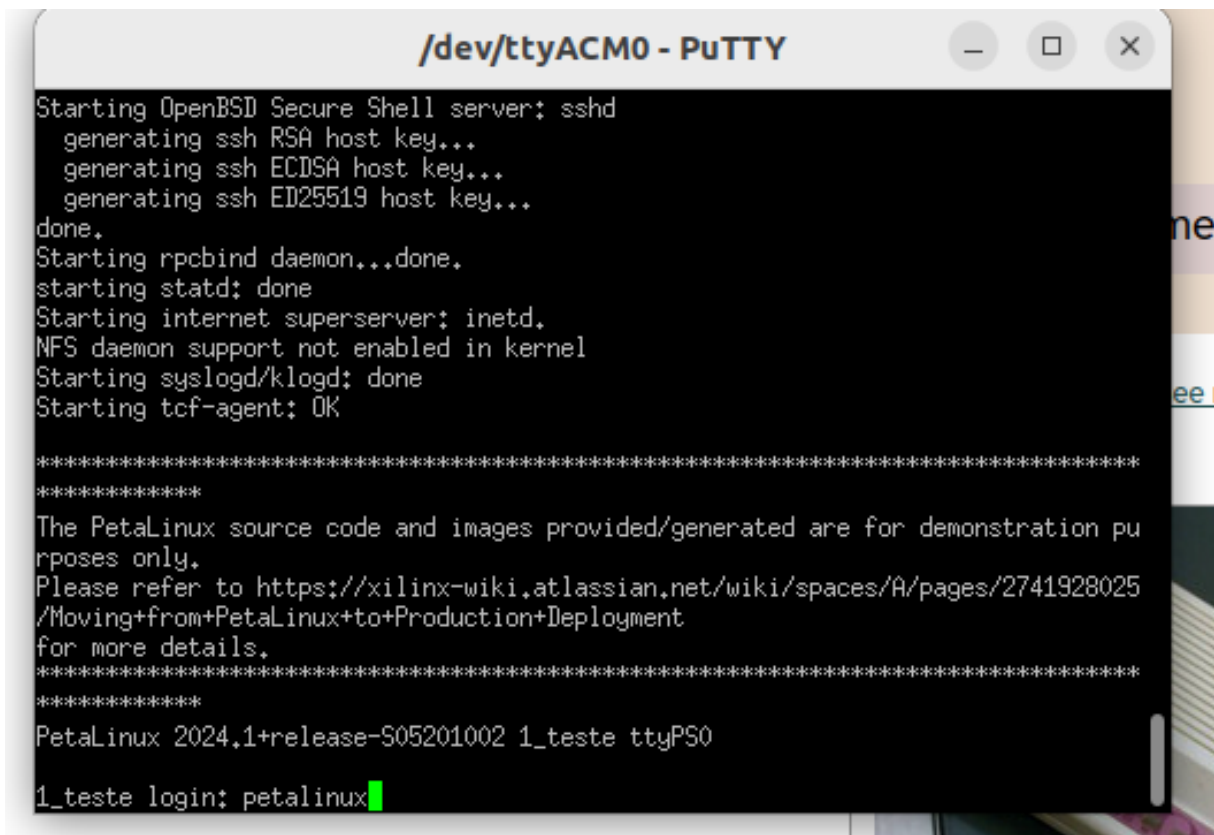 /dev/ttyACM0 - PuTTY
Starting OpenBSD Secure Shell server: sshd
  generating ssh RSA host key...
  generating ssh ECDSA host key...
  generating ssh ED25519 host key...
done.
Starting rpcbind daemon...done.
starting statd: done
Starting internet superserver: inetd.
NFS daemon support not enabled in kernel
Starting syslogd/klogd: done
Starting tcf-agent: OK
********************************************************************************
************
The PetaLinux source code and images provided/generated are for demonstration pu
rposes only.
Please refer to https://xilinx-wiki.atlassian.net/wiki/spaces/A/pages/2741928025
/Moving+from+PetaLinux+to+Production+Deployment
for more details.
********************************************************************************
************
PetaLinux 2024.1+release-S05201002 1_teste ttyPS0
1_teste login: petalinux